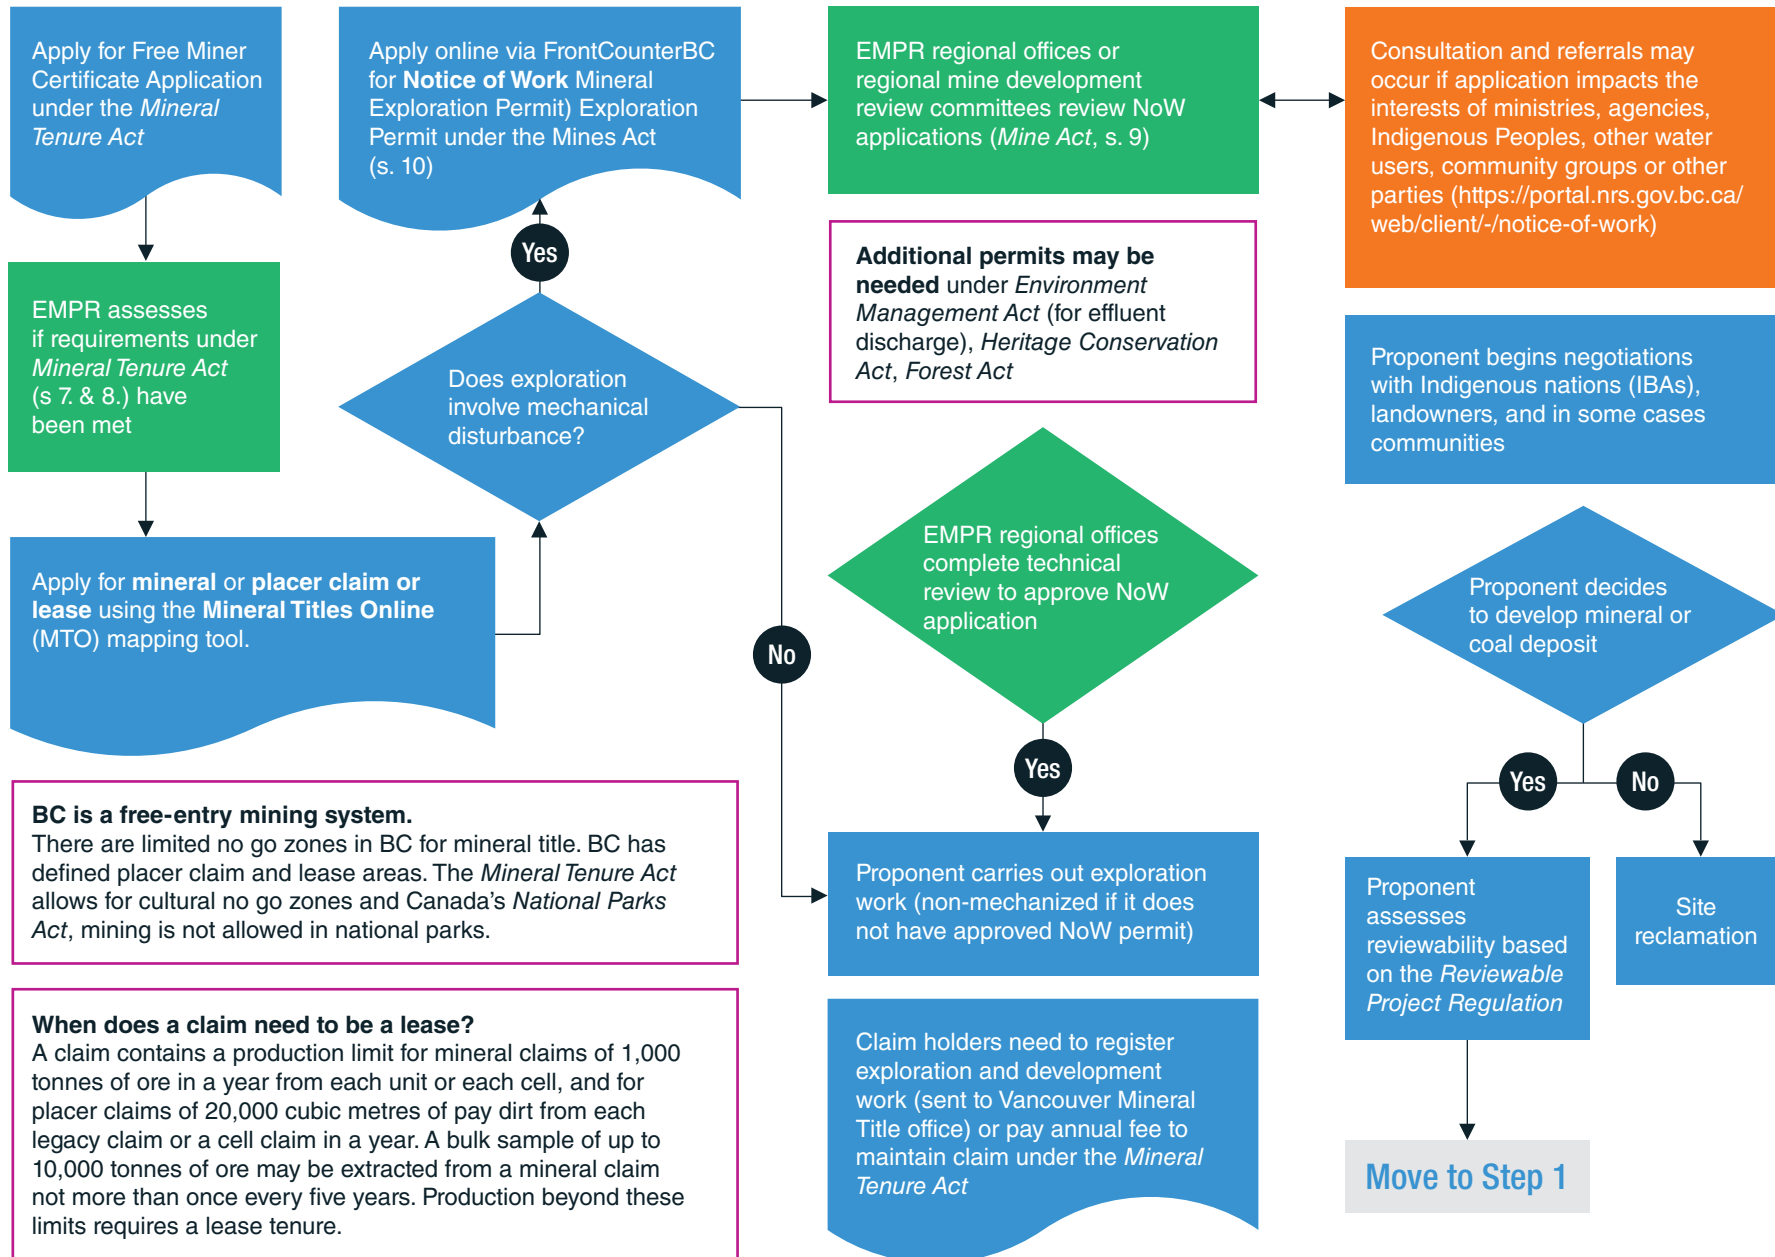 Apply for Free Miner
Certificate Application
under the Mineral
Tenure Act
EMPR assesses
if requirements under
Mineral Tenure Act
(s 7. & 8.) have
been met
Apply for mineral or placer claim or
lease using the Mineral Titles Online
(MTO) mapping tool.
BC is a free-entry mining system.
There are limited no go zones in BC for mineral title. BC has
defined placer claim and lease areas. The Mineral Tenure Act
allows for cultural no go zones and Canada's National Parks
Act, mining is not allowed in national parks.
When does a claim need to be a lease?
A claim contains a production limit for mineral claims of 1,000
tonnes of ore in a year from each unit or each cell, and for
placer claims of 20,000 cubic metres of pay dirt from each
legacy claim or a cell claim in a year. A bulk sample of up to
10,000 tonnes of ore may be extracted from a mineral claim
not more than once every five years. Production beyond these
limits requires a lease tenure.
Apply online via FrontCounterBC
for Notice of Work Mineral
Exploration Permit) Exploration
Permit under the Mines Act
(s. 10)
Yes
Does exploration
involve mechanical
disturbance?
No
EMPR regional offices or
regional mine development
review committees review NoW
applications (Mine Act, s. 9)
Additional permits may be
needed under Environment
Management Act (for effluent
discharge), Heritage Conservation
Act, Forest Act
EMPR regional offices
complete technical
review to approve NoW
application
Yes
Proponent carries out exploration
work (non-mechanized if it does
not have approved NoW permit)
Claim holders need to register
exploration and development
work (sent to Vancouver Mineral
Title office) or pay annual fee to
maintain claim under the Mineral
Tenure Act
Consultation and referrals may
occur if application impacts the
interests of ministries, agencies,
Indigenous Peoples, other water
users, community groups or other
parties (https://portal.nrs.gov.bc.ca/
web/client/-/notice-of-work)
Proponent begins negotiations
with Indigenous nations (IBAs),
landowners, and in some cases
communities
Proponent decides
to develop mineral or
coal deposit
Yes
No
Proponent
assesses
reviewability based
on the Reviewable
Project Regulation
Site
reclamation
Move to Step 1